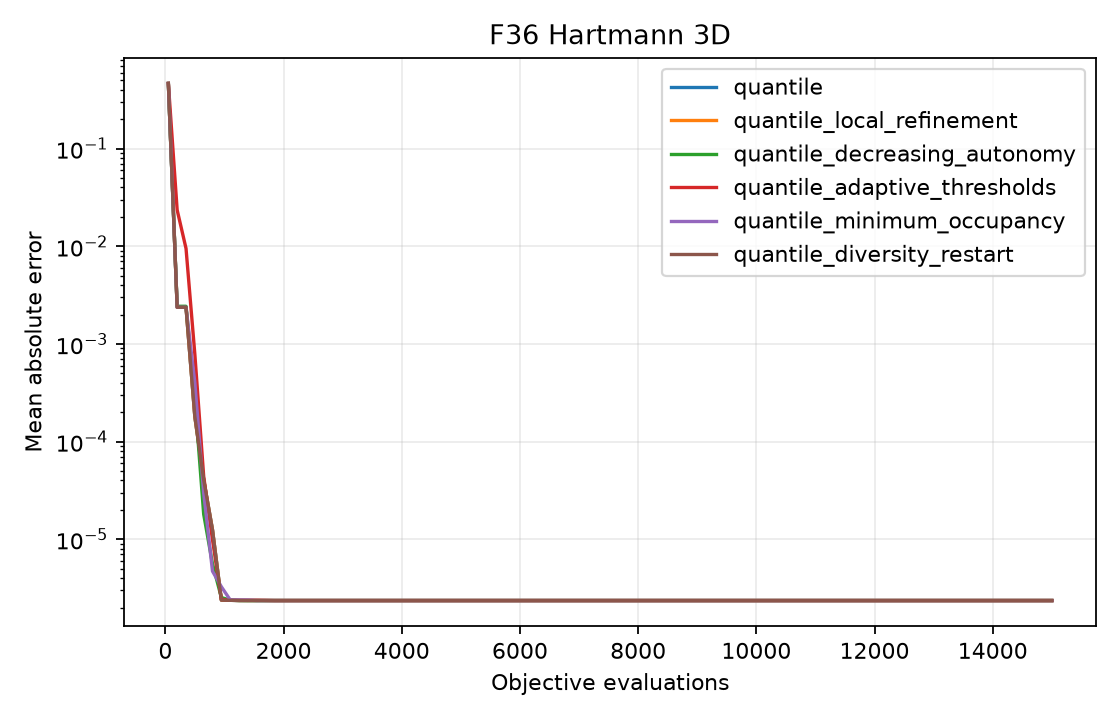 F36 Hartmann 3D
quantile
quantile_local_refinement
quantile_decreasing_autonomy
quantile_adaptive_thresholds
quantile_minimum_occupancy
quantile_diversity_restart
Mean absolute error
10⁻¹
10⁻²
10⁻³
10⁻⁴
10⁻⁵
0 2000 4000 6000 8000 10000 12000 14000
Objective evaluations